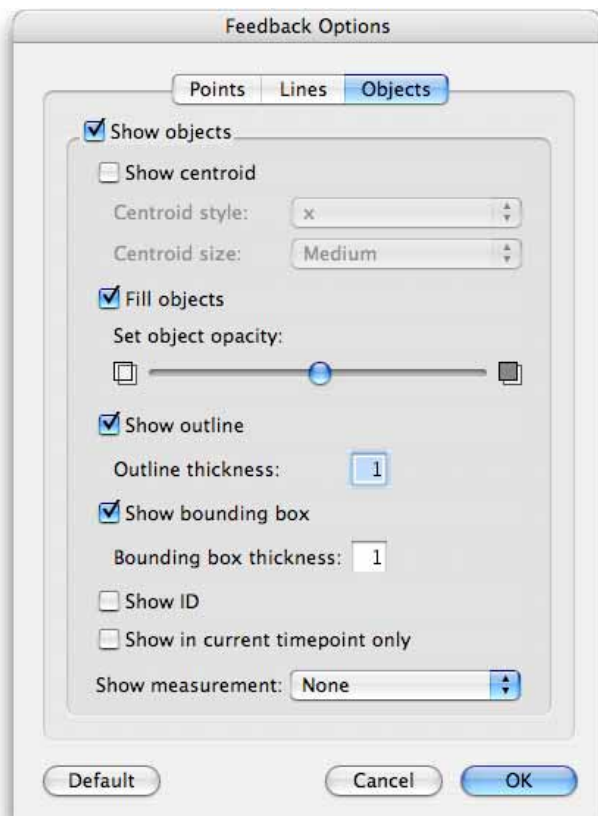 Feedback Options
Points Lines Objects
Show objects
Show centroid
Centroid style: x
Centroid size: Medium
Fill objects
Set object opacity:
Show outline
Outline thickness: 1
Show bounding box
Bounding box thickness: 1
Show ID
Show in current timepoint only
Show measurement: None
Default Cancel OK